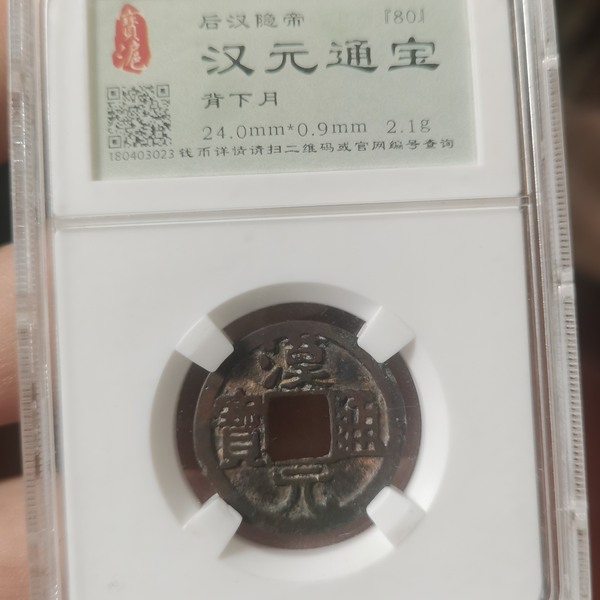 寶滬
后汉隐帝 『80』
汉元通宝
背下月
24.0mm*0.9mm 2.1g
180403023 钱币详情请扫二维码或官网编号查询
漢
寶 通
元